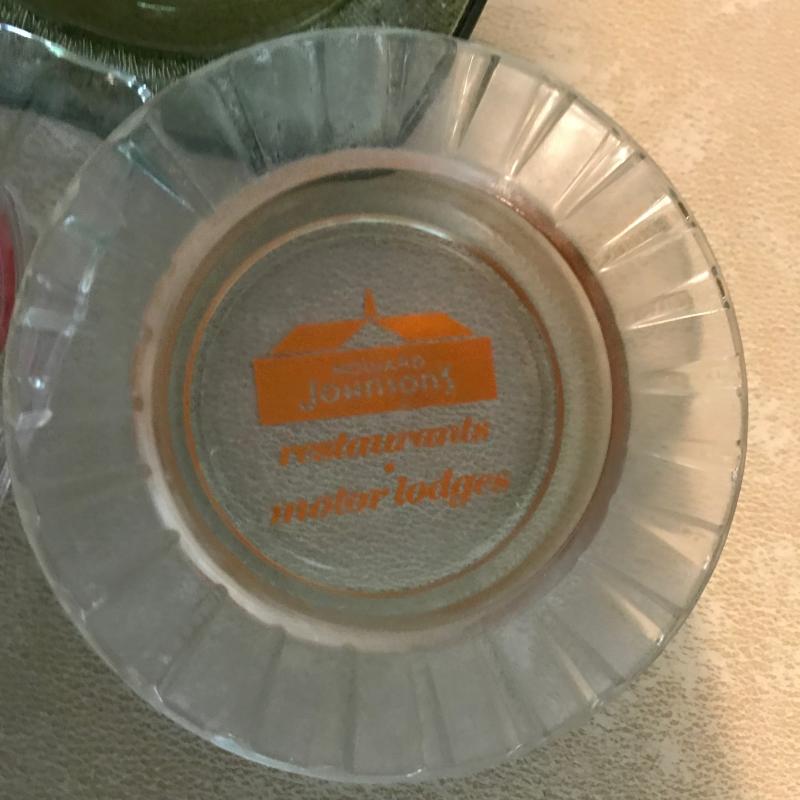 HOWARD
JOHNSON'S
restaurants
•
motor lodges